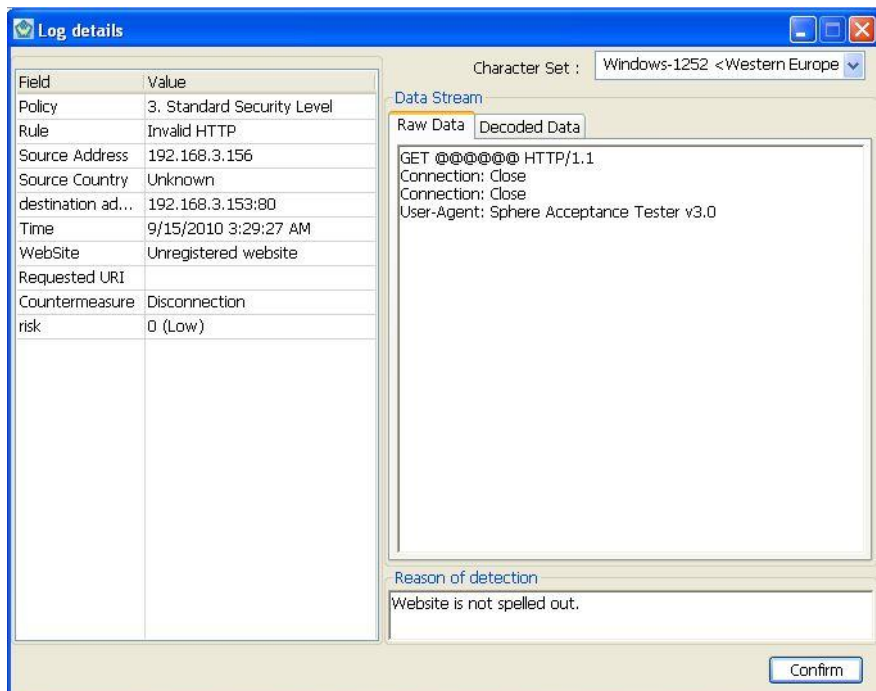 Log details
Field Value
Policy 3. Standard Security Level
Rule Invalid HTTP
Source Address 192.168.3.156
Source Country Unknown
destination ad... 192.168.3.153:80
Time 9/15/2010 3:29:27 AM
WebSite Unregistered website
Requested URI
Countermeasure Disconnection
risk 0 (Low)
Character Set : Windows-1252 <Western Europe
Data Stream
Raw Data Decoded Data
GET @@@@@@ HTTP/1.1
Connection: Close
Connection: Close
User-Agent: Sphere Acceptance Tester v3.0
Reason of detection
Website is not spelled out.
Confirm